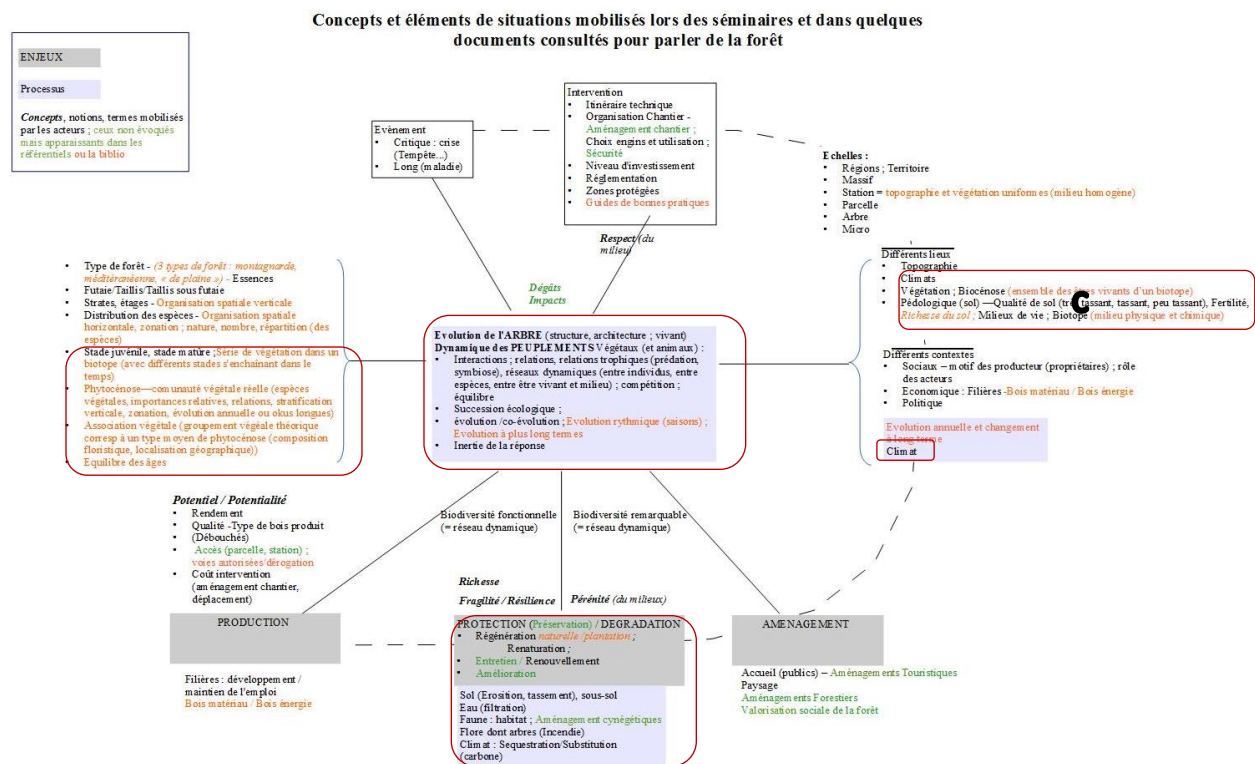 Concepts et éléments de situations mobilisés lors des séminaires et dans quelques
documents consultés pour parler de la forêt
ENJEUX
Processus
Concepts, notions, termes mobilisés
par les acteurs ; ceux non évoqués
mais apparaissants dans les
référentiels ou la biblio
Evènement
• Critique : crise
(Tempête...)
• Long (maladie)
Intervention
• Itinéraire technique
• Organisation Chantier -
Aménagement chantier ;
Choix engins et utilisation ;
Sécurité
• Niveau d'investissement
• Réglementation
• Zones protégées
• Guides de bonnes pratiques
Echelles :
• Régions ; Territoire
• Massif
• Station = topographie et végétation uniformes (milieu homogène)
• Parcelle
• Arbre
• Micro
Respect (du
milieu)
Dégâts
Impacts
• Type de forêt - (3 types de forêt : montagnarde,
méditéranéenne, « de plaine ») - Essences
• Futaie/Taillis/Taillis sous futaie
• Strates, étages - Organisation spatiale verticale
• Distribution des espèces - Organisation spatiale
horizontale, zonation ; nature, nombre, répartition (des
espèces)
• Stade juvénile, stade matûre ;Série de végétation dans un
biotope (avec différents stades s'enchaînant dans le
temps)
• Phytocénose—communauté végétale réelle (espèces
végétales, importances relatives, relations, stratification
verticale, zonation, évolution annuelle ou okus longues)
• Association végétale (groupement végéale théorique
corresp à un type moyen de phytocénose (composition
floristique, localisation géographique))
• Equilibre des âges
Evolution de l'ARBRE (structure, architecture ; vivant)
Dynamique des PEUPLEMENTS Végétaux (et animaux) :
• Interactions ; relations, relations trophiques (prédation,
symbiose), réseaux dynamiques (entre individus, entre
espèces, entre être vivant et milieu) ; compétition ;
équilibre
• Succession écologique ;
• évolution /co-évolution ; Evolution rythmique (saisons) ;
Evolution à plus long termes
• Inertie de la réponse
Différents lieux
• Topographie
• Climats
• Végétation ; Biocénose (ensemble des êtres vivants d'un biotope)
• Pédologique (sol) —Qualité de sol (très tassant, tassant, peu tassant), Fertilité,
Richesse du sol ; Milieu de vie ; Biotope (milieu physique et chimique)
C
Différents contextes
• Sociaux – motif des producteur (propriétaires) ; rôle
des acteurs
• Economique : Filières -Bois matériau / Bois énergie
• Politique
Evolution annuelle et changement
à long terme
Climat
Potentiel / Potentialité
• Rendement
• Qualité -Type de bois produit
• (Débouchés)
• Accès (parcelle, station) ;
voies autorisées/dérogation
• Coût intervention
(aménagement chantier,
déplacement)
Biodiversité fonctionnelle
(= réseau dynamique)
Biodiversité remarquable
(= réseau dynamique)
Richesse
Fragilité / Résilience
Pérénité (du milieux)
PRODUCTION
Filières : développement /
maintien de l'emploi
Bois matériau / Bois énergie
PROTECTION (Préservation) / DEGRADATION
• Régénération naturelle /plantation ;
Renaturation ;
• Entretien / Renouvellement
• Amélioration
Sol (Erosition, tassement), sous-sol
Eau (filtration)
Faune : habitat ; Aménagement cynégétiques
Flore dont arbres (Incendie)
Climat : Sequestration/Substitution
(carbone)
AMENAGEMENT
Accueil (publics) – Aménagements Touristiques
Paysage
Aménagements Forestiers
Valorisation sociale de la forêt